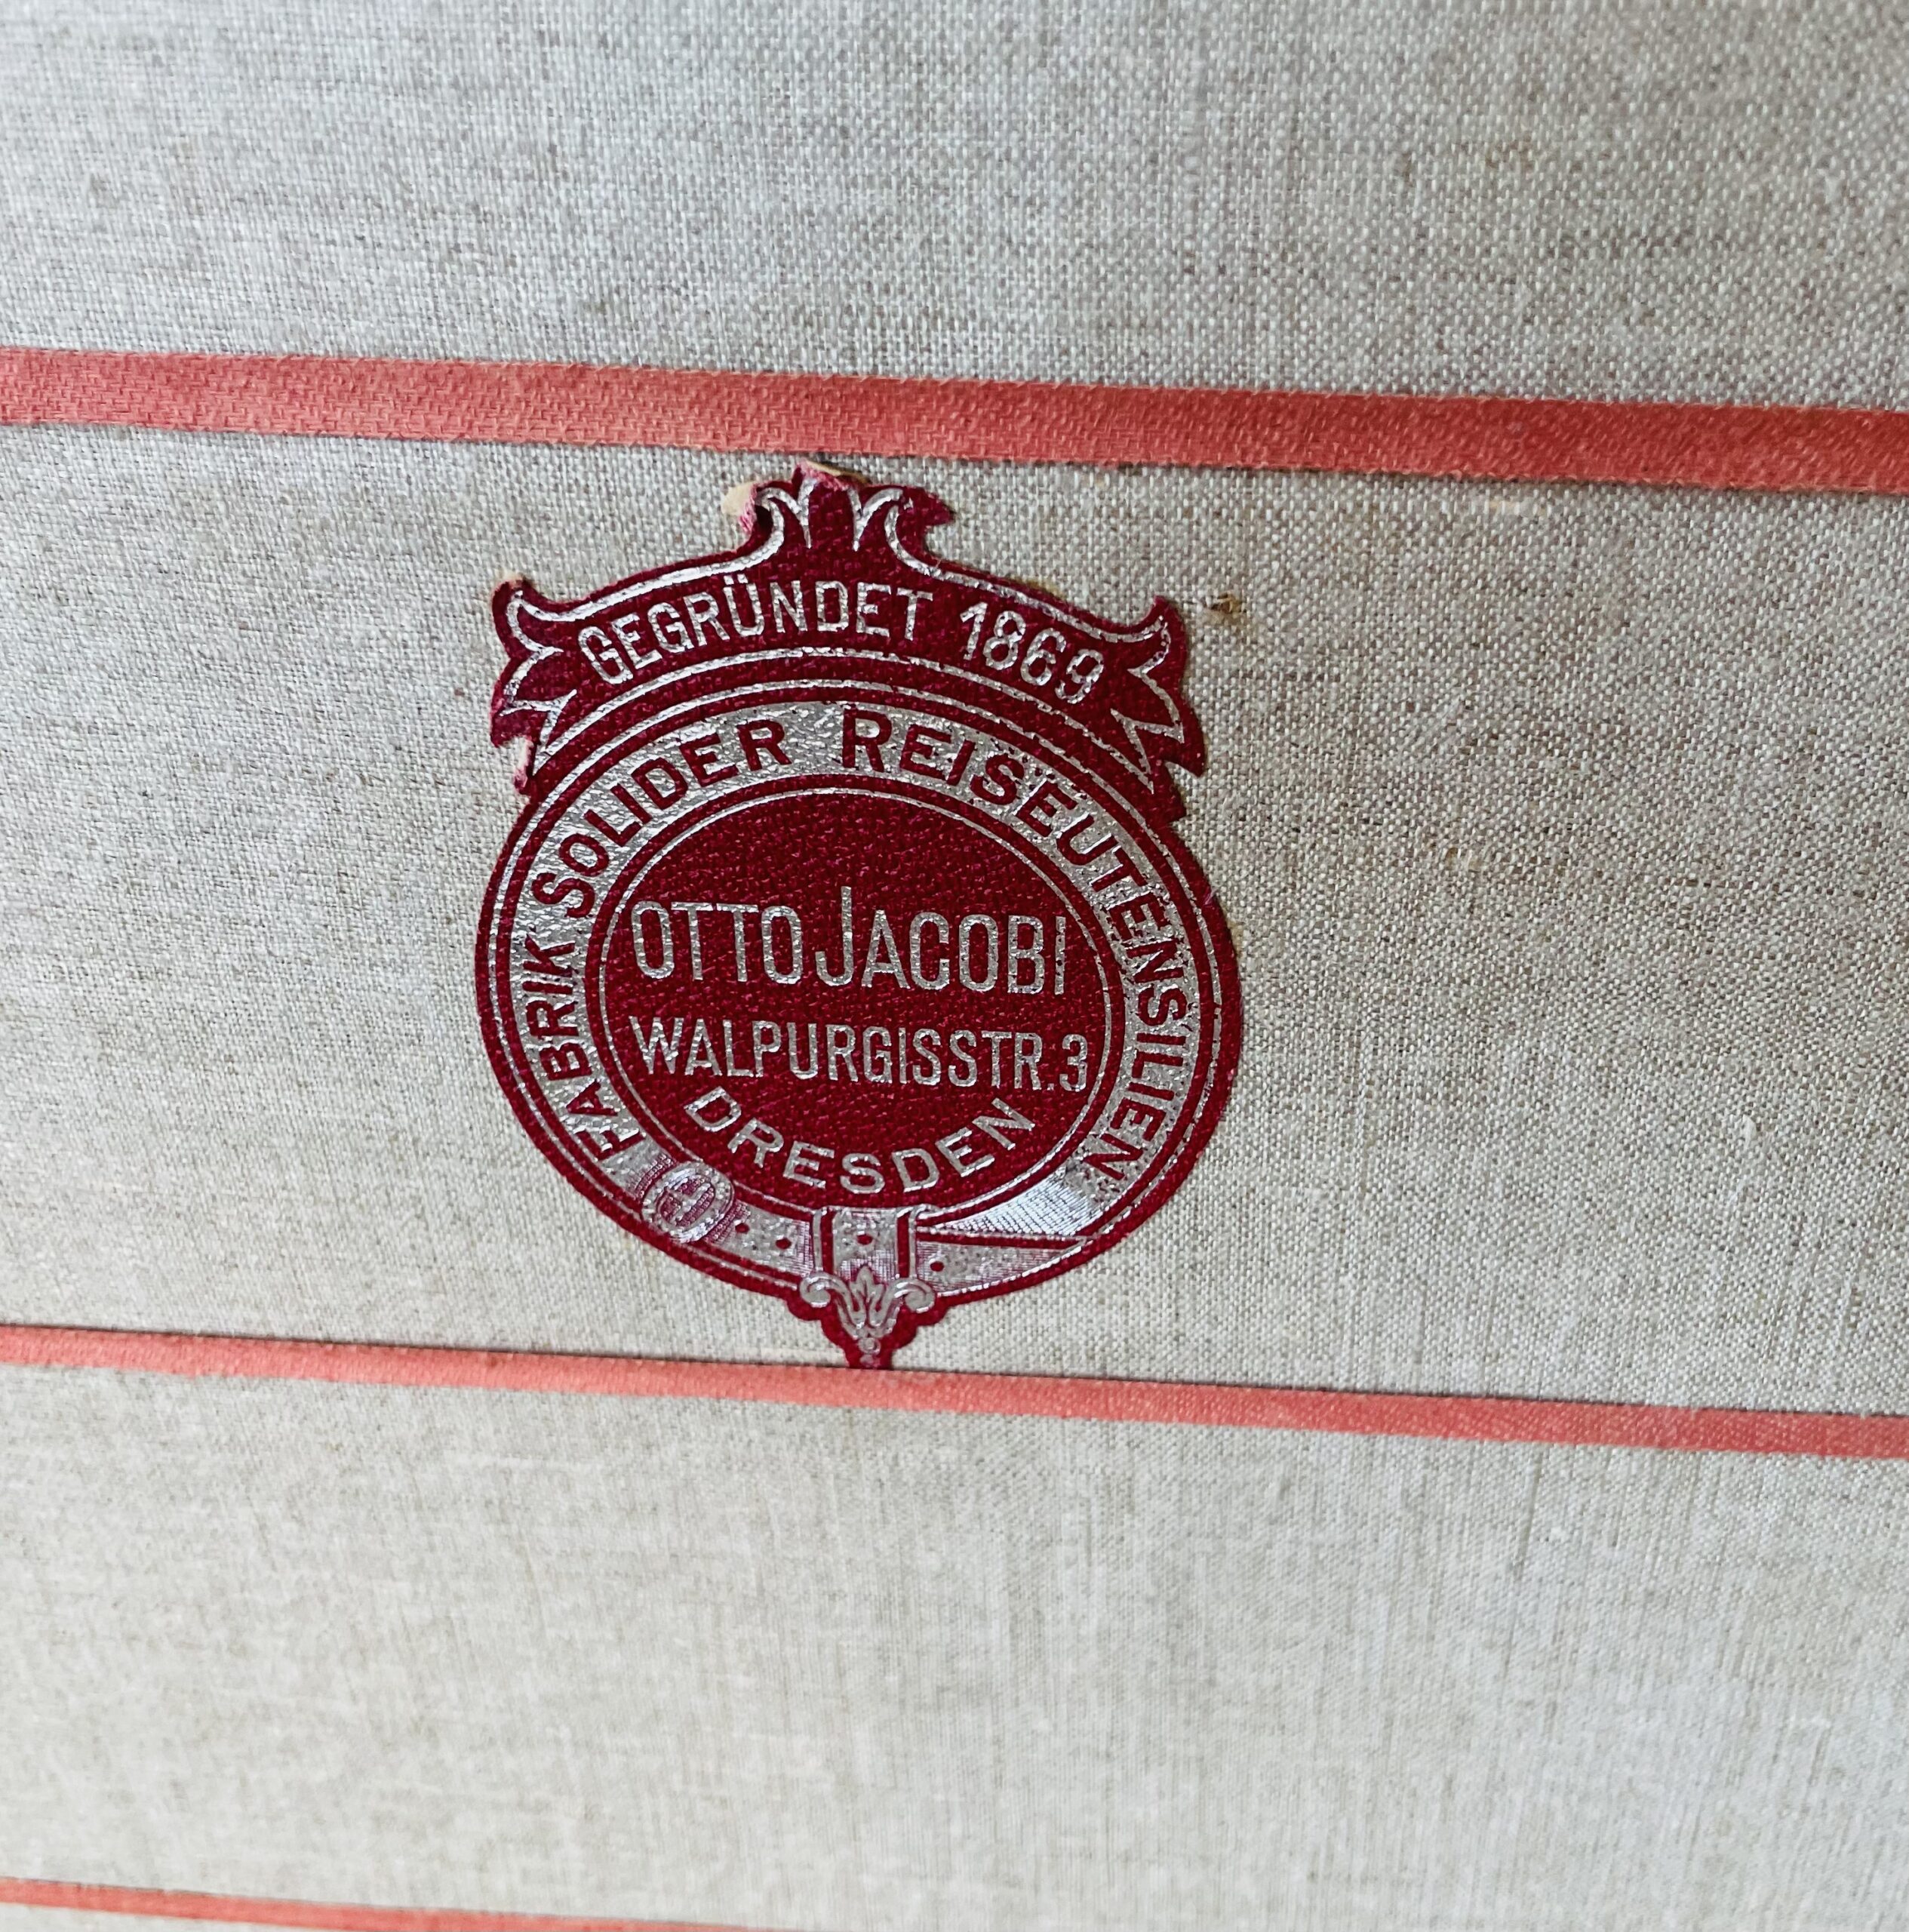 GEGRÜNDET 1869
FABRIK SOLIDER REISEUTENSILIEN
OTTO JACOBI
WALPURGISSTR. 3
DRESDEN